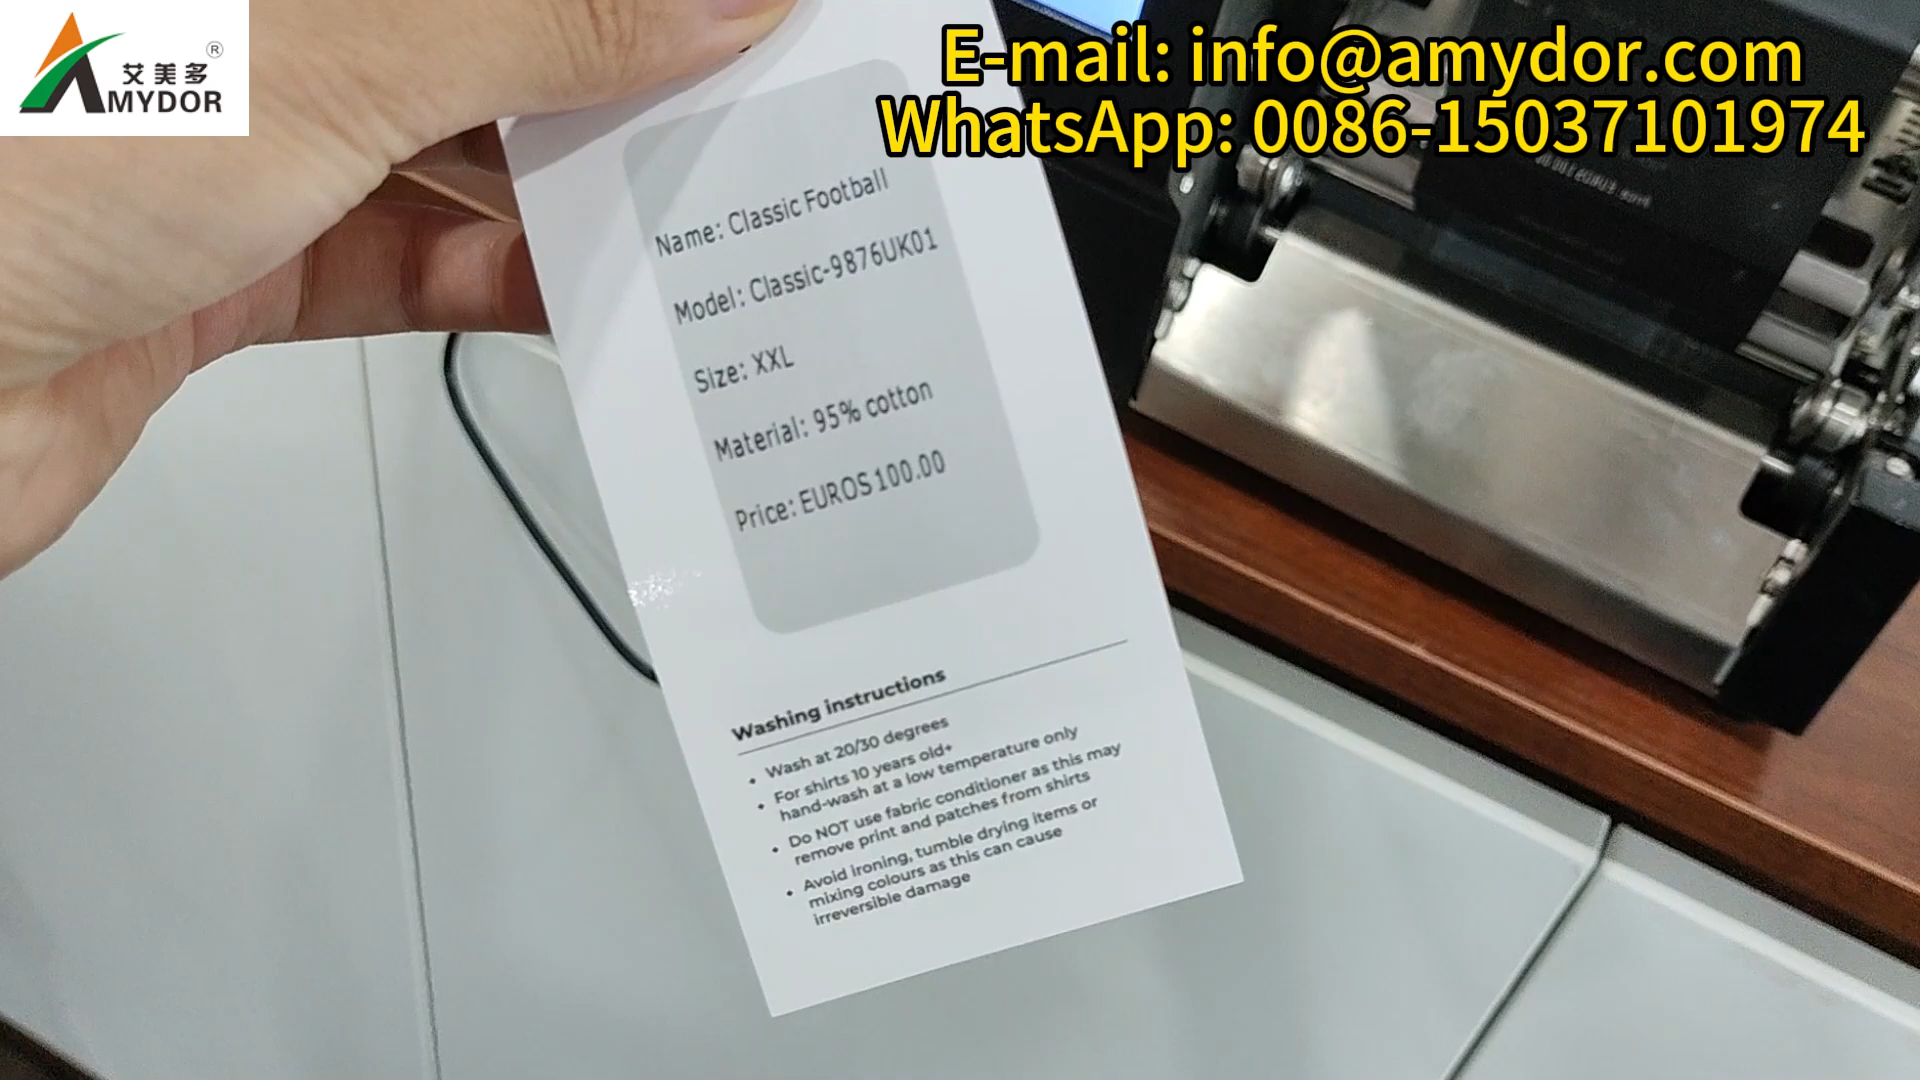 艾美多®
AMYDOR
E-mail: info@amydor.com
WhatsApp: 0086-15037101974
Name: Classic Football
Model: Classic-9876UK01
Size: XXL
Material: 95% cotton
Price: EUROS 100.00
Washing instructions
• Wash at 20/30 degrees
• For shirts 10 years old+
hand-wash at a low temperature only
• Do NOT use fabric conditioner as this may
remove print and patches from shirts
• Avoid ironing, tumble drying items or
mixing colours as this can cause
irreversible damage